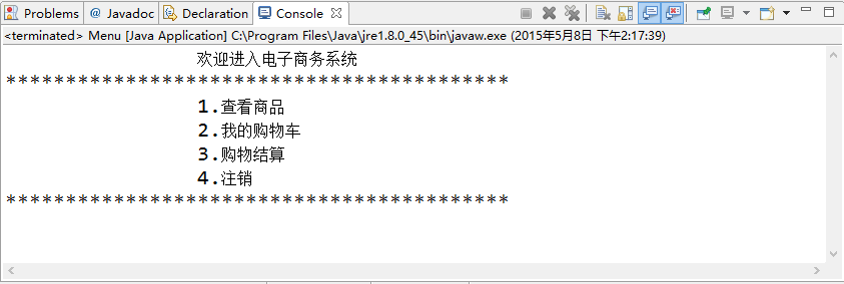 Problems @ Javadoc Declaration Console
<terminated> Menu [Java Application] C:\Program Files\Java\jre1.8.0_45\bin\javaw.exe (2015年5月8日 下午2:17:39)
欢迎进入电子商务系统
******************************************
1.查看商品
2.我的购物车
3.购物结算
4.注销
******************************************